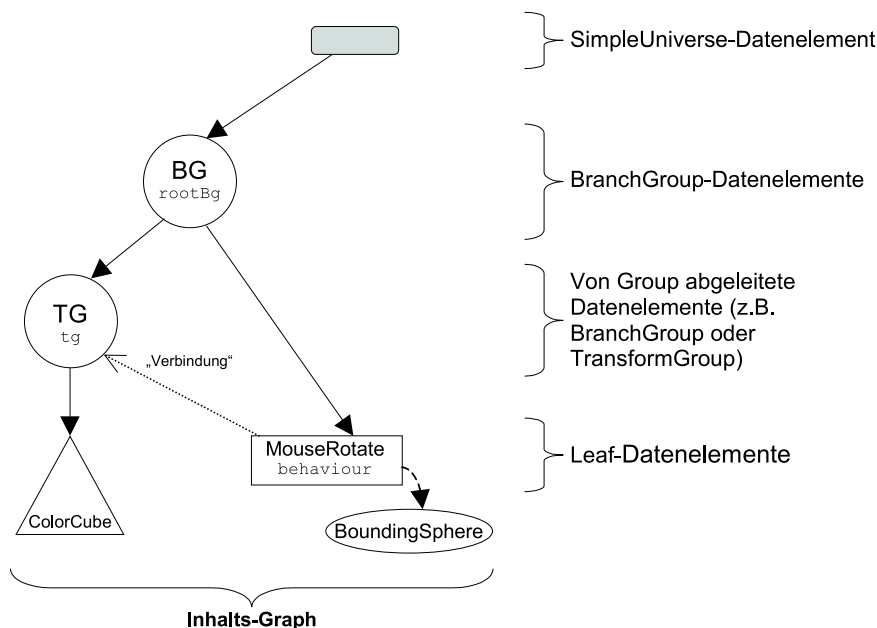 SimpleUniverse-Datenelement
BG
rootBg
BranchGroup-Datenelemente
TG
tg
Von Group abgeleitete
Datenelemente (z.B.
BranchGroup oder
TransformGroup)
„Verbindung“
MouseRotate
behaviour
Leaf-Datenelemente
ColorCube
BoundingSphere
Inhalts-Graph